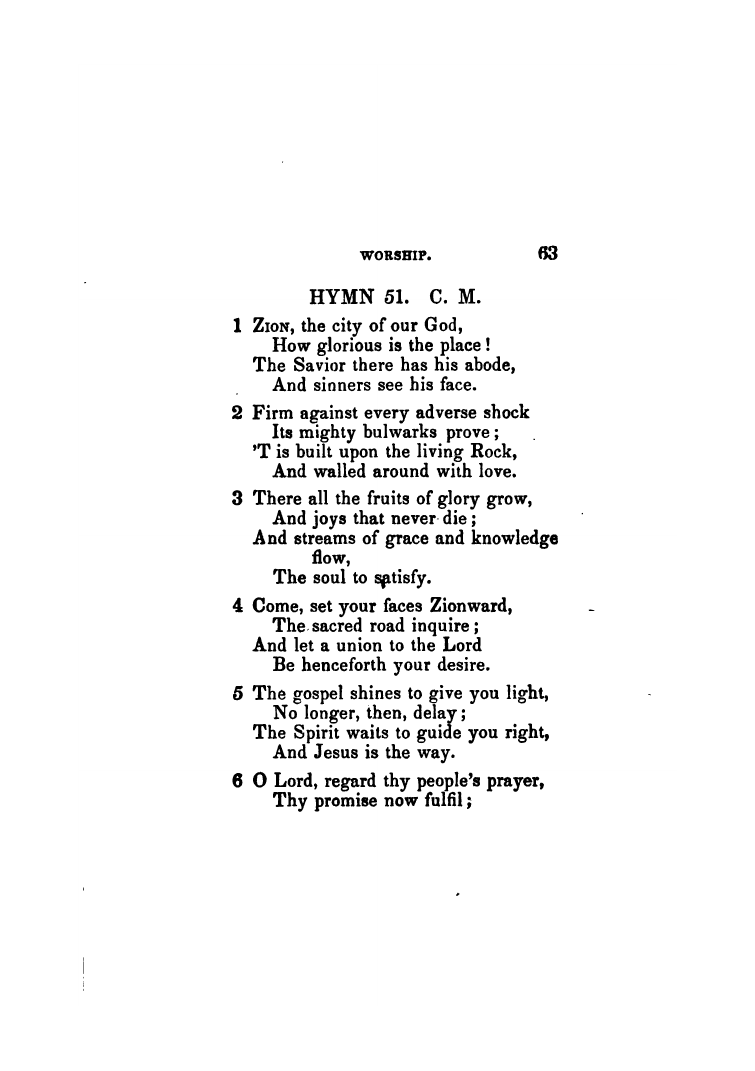 WORSHIP. 63
HYMN 51. C. M.
1 ZION, the city of our God,
How glorious is the place !
The Savior there has his abode,
And sinners see his face.
2 Firm against every adverse shock
Its mighty bulwarks prove ;
'T is built upon the living Rock,
And walled around with love.
3 There all the fruits of glory grow,
And joys that never die ;
And streams of grace and knowledge
flow,
The soul to satisfy.
4 Come, set your faces Zionward,
The sacred road inquire ;
And let a union to the Lord
Be henceforth your desire.
5 The gospel shines to give you light,
No longer, then, delay ;
The Spirit waits to guide you right,
And Jesus is the way.
6 O Lord, regard thy people's prayer,
Thy promise now fulfil ;